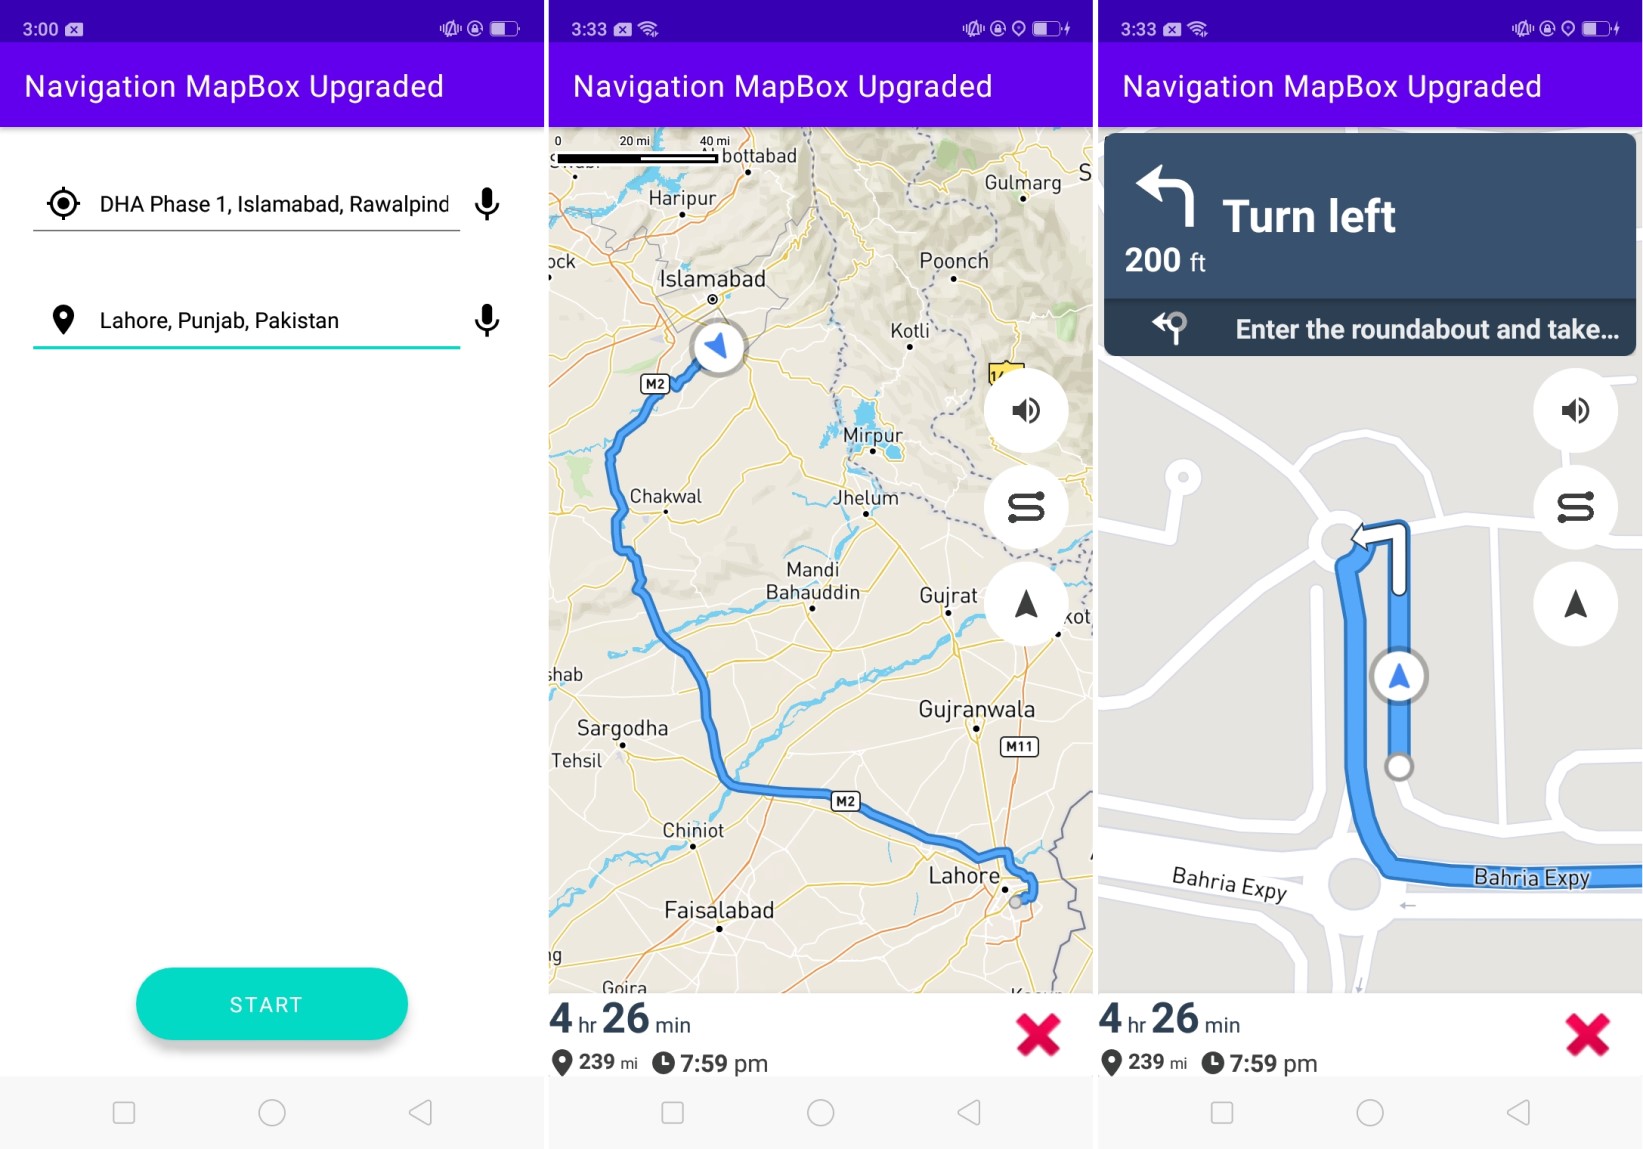 3:00
Navigation MapBox Upgraded
DHA Phase 1, Islamabad, Rawalpind
Lahore, Punjab, Pakistan
START
3:33
Navigation MapBox Upgraded
0 20 mi 40 mi
bottabad
Haripur
Gulmarg
S
ock
Islamabad
Poonch
Kotli
M2
14
Mirpur
Chakwal
Jhelum
Mandi
Bahauddin
Gujrat
kot
shab
Sargodha
Gujranwala
Tehsil
M11
M2
Chiniot
Lahore
Faisalabad
ng
Gojra
4 hr 26 min
239 mi 7:59 pm
3:33
Navigation MapBox Upgraded
Turn left
200 ft
Enter the roundabout and take...
Bahria Expy
Bahria Expy
4 hr 26 min
239 mi 7:59 pm